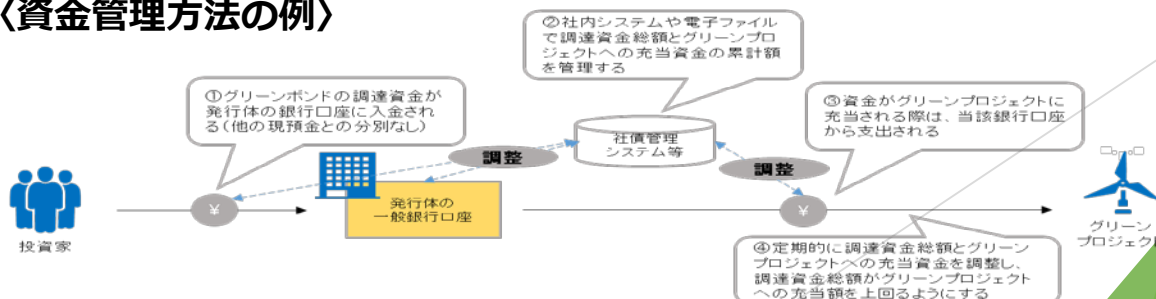 〈資金管理方法の例〉
②社内システムや電子ファイル
で調達資金総額とグリーンプロ
ジェクトへの充当資金の累計額
を管理する
①グリーンボンドの調達資金が
発行体の銀行口座に入金され
る(他の現預金との分別なし)
③資金がグリーンプロジェクトに
充当される際は、当該銀行口座
から支出される
社債管理
システム等
調整
調整
¥
発行体の
一般銀行口座
¥
投資家
グリーン
プロジェク
④定期的に調達資金総額とグリーン
プロジェクトへの充当資金を調整し、
調達資金総額がグリーンプロジェクト
への充当額を上回るようにする